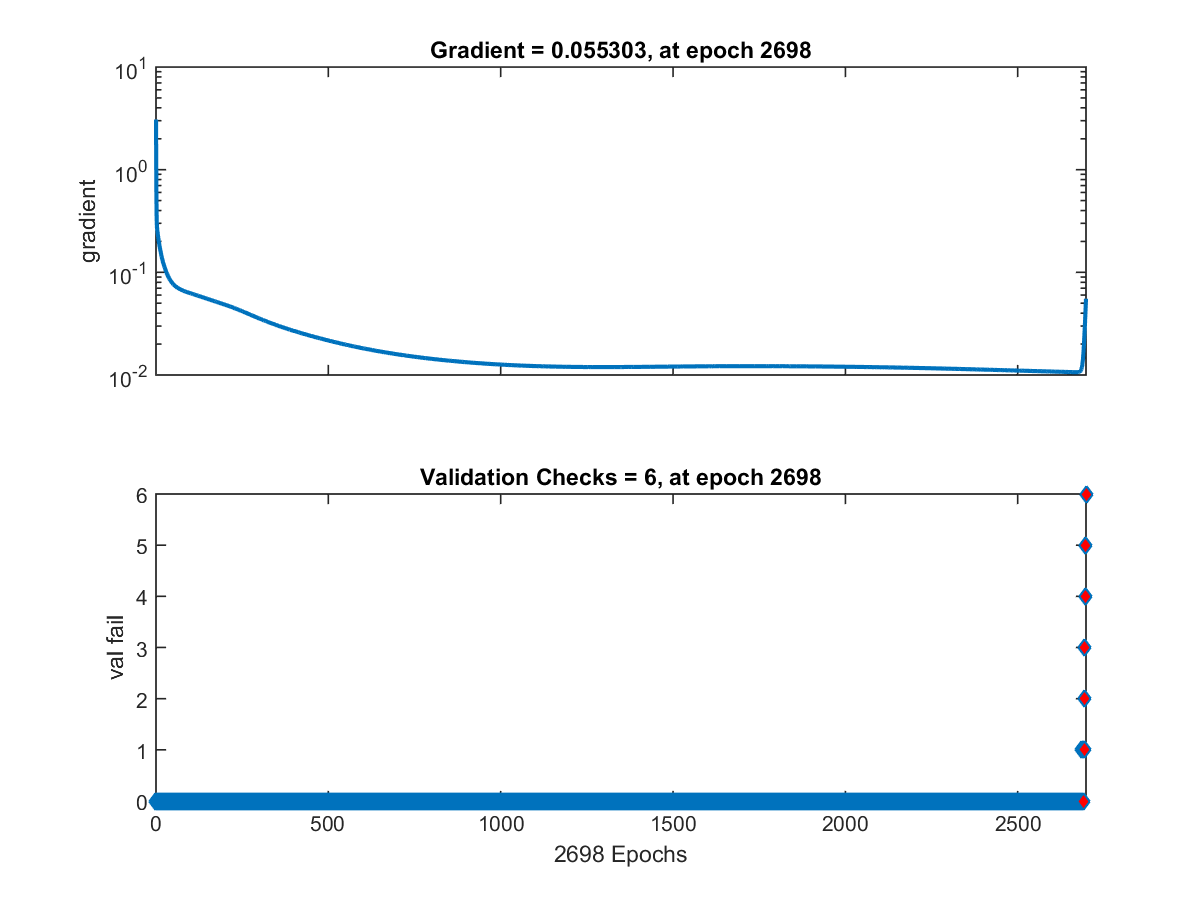 Gradient = 0.055303, at epoch 2698
10^1
10^0
10^-1
10^-2
gradient
Validation Checks = 6, at epoch 2698
6
5
4
3
2
1
0
val fail
0 500 1000 1500 2000 2500
2698 Epochs